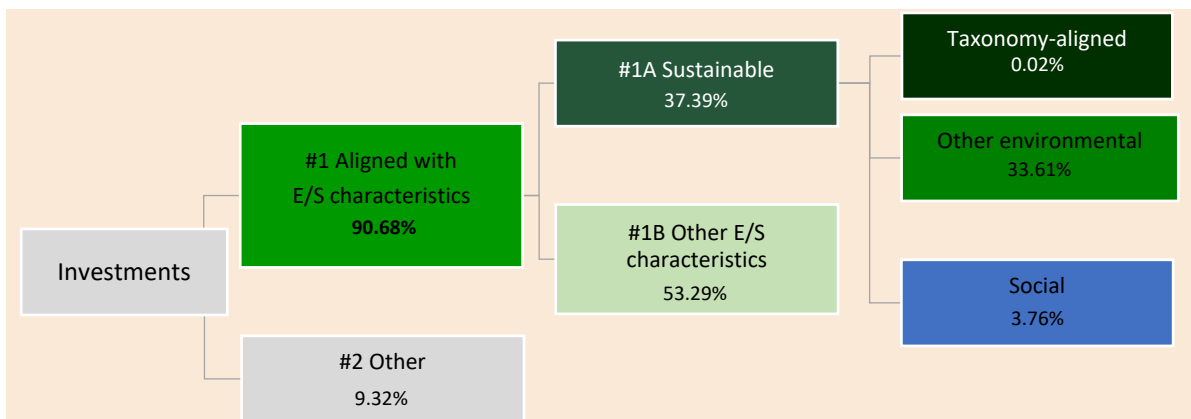 Investments
#1 Aligned with
E/S characteristics
90.68%
#2 Other
9.32%
#1A Sustainable
37.39%
#1B Other E/S
characteristics
53.29%
Taxonomy-aligned
0.02%
Other environmental
33.61%
Social
3.76%